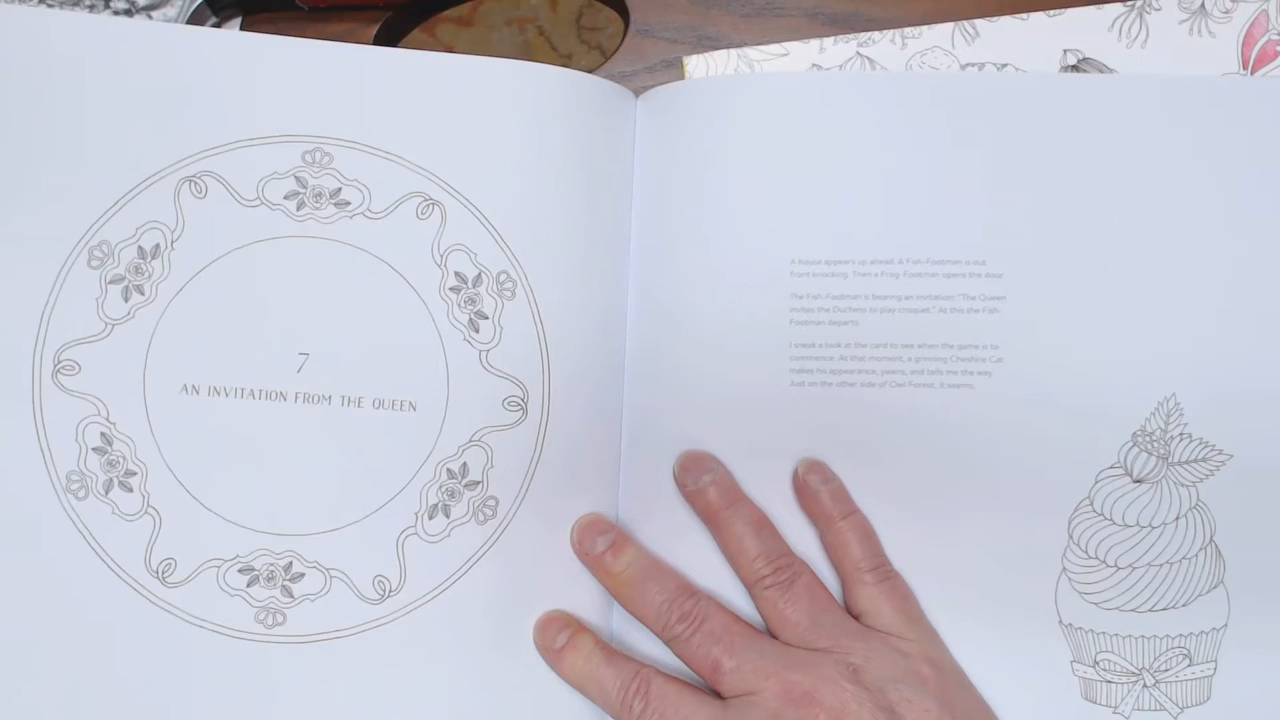 7
AN INVITATION FROM THE QUEEN
A house appears up ahead. A Fish-Footman is out
front knocking. Then a Frog-Footman opens the door.
The Fish-Footman is bearing an invitation: "The Queen
invites the Duchess to play croquet." At this the Fish-
Footman departs.
I sneak a look at the card to see when the game is to
commence. At that moment, a grinning Cheshire Cat
makes his appearance, yawns, and tells me the way.
Just on the other side of Owl Forest, it seems.